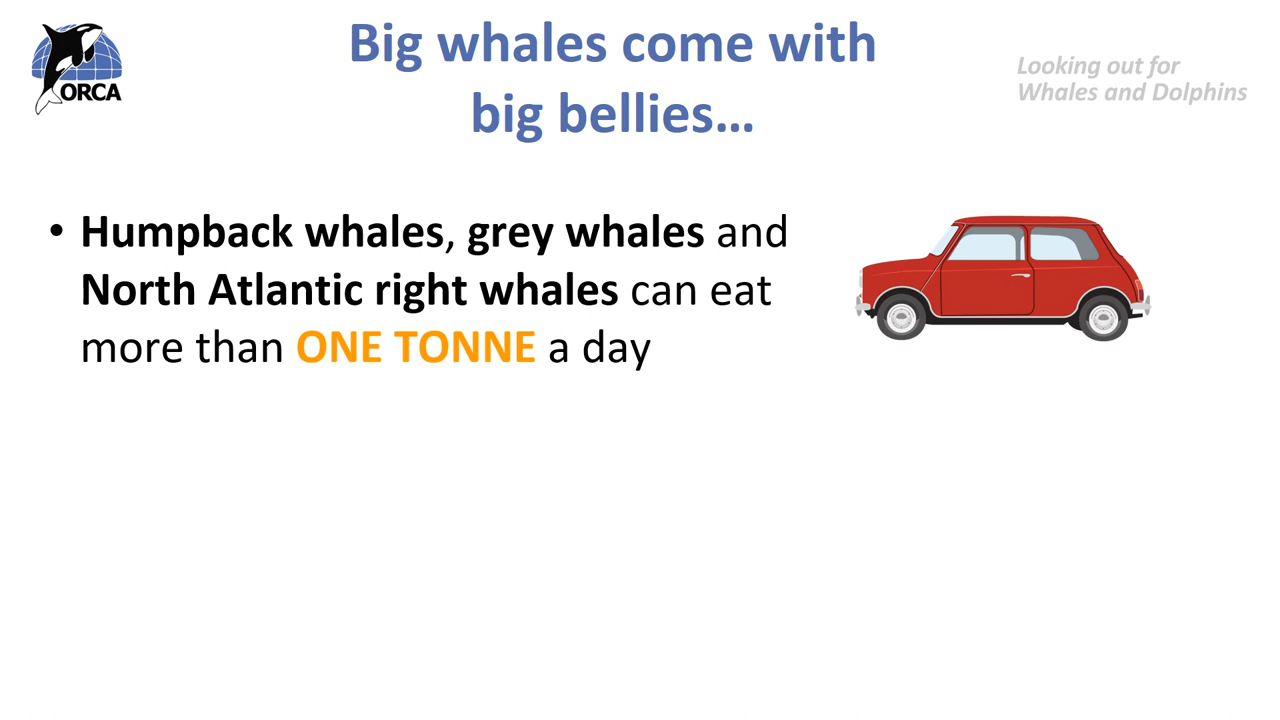 ORCA
Big whales come with
big bellies...
Looking out for
Whales and Dolphins
• Humpback whales, grey whales and
North Atlantic right whales can eat
more than ONE TONNE a day